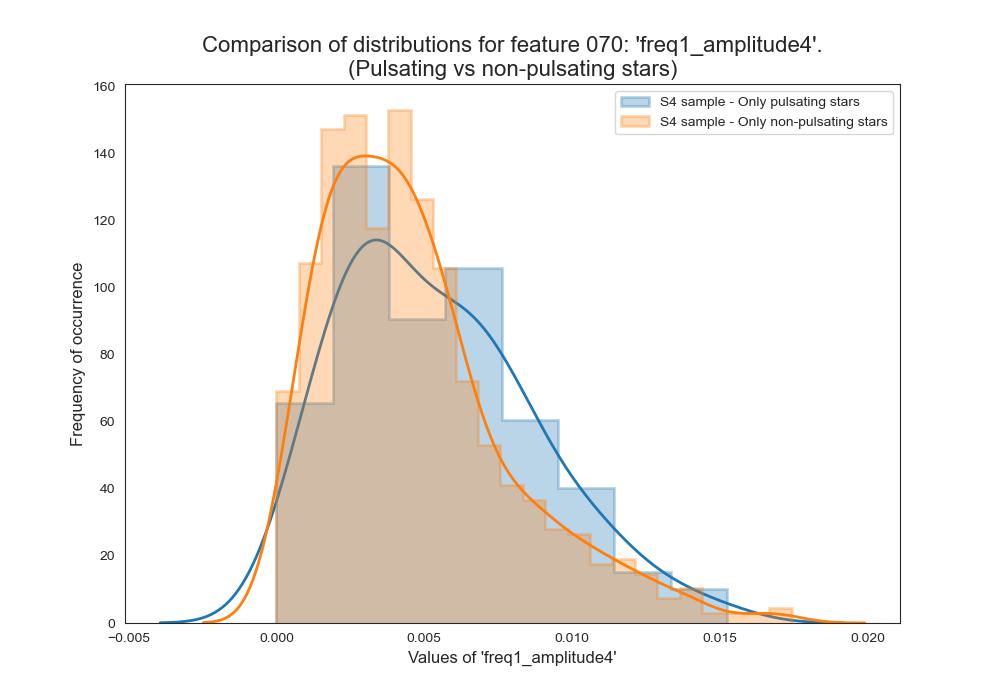 Comparison of distributions for feature 070: 'freq1_amplitude4'.
(Pulsating vs non-pulsating stars)
S4 sample - Only pulsating stars
S4 sample - Only non-pulsating stars
Frequency of occurrence
160
140
120
100
80
60
40
20
0
−0.005
0.000
0.005
0.010
0.015
0.020
Values of 'freq1_amplitude4'